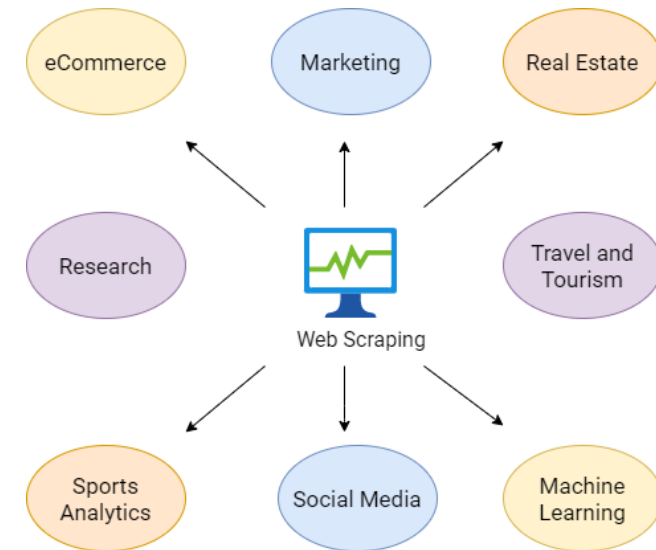 eCommerce
Marketing
Real Estate
Research
Travel and
Tourism
Web Scraping
Sports
Analytics
Social Media
Machine
Learning